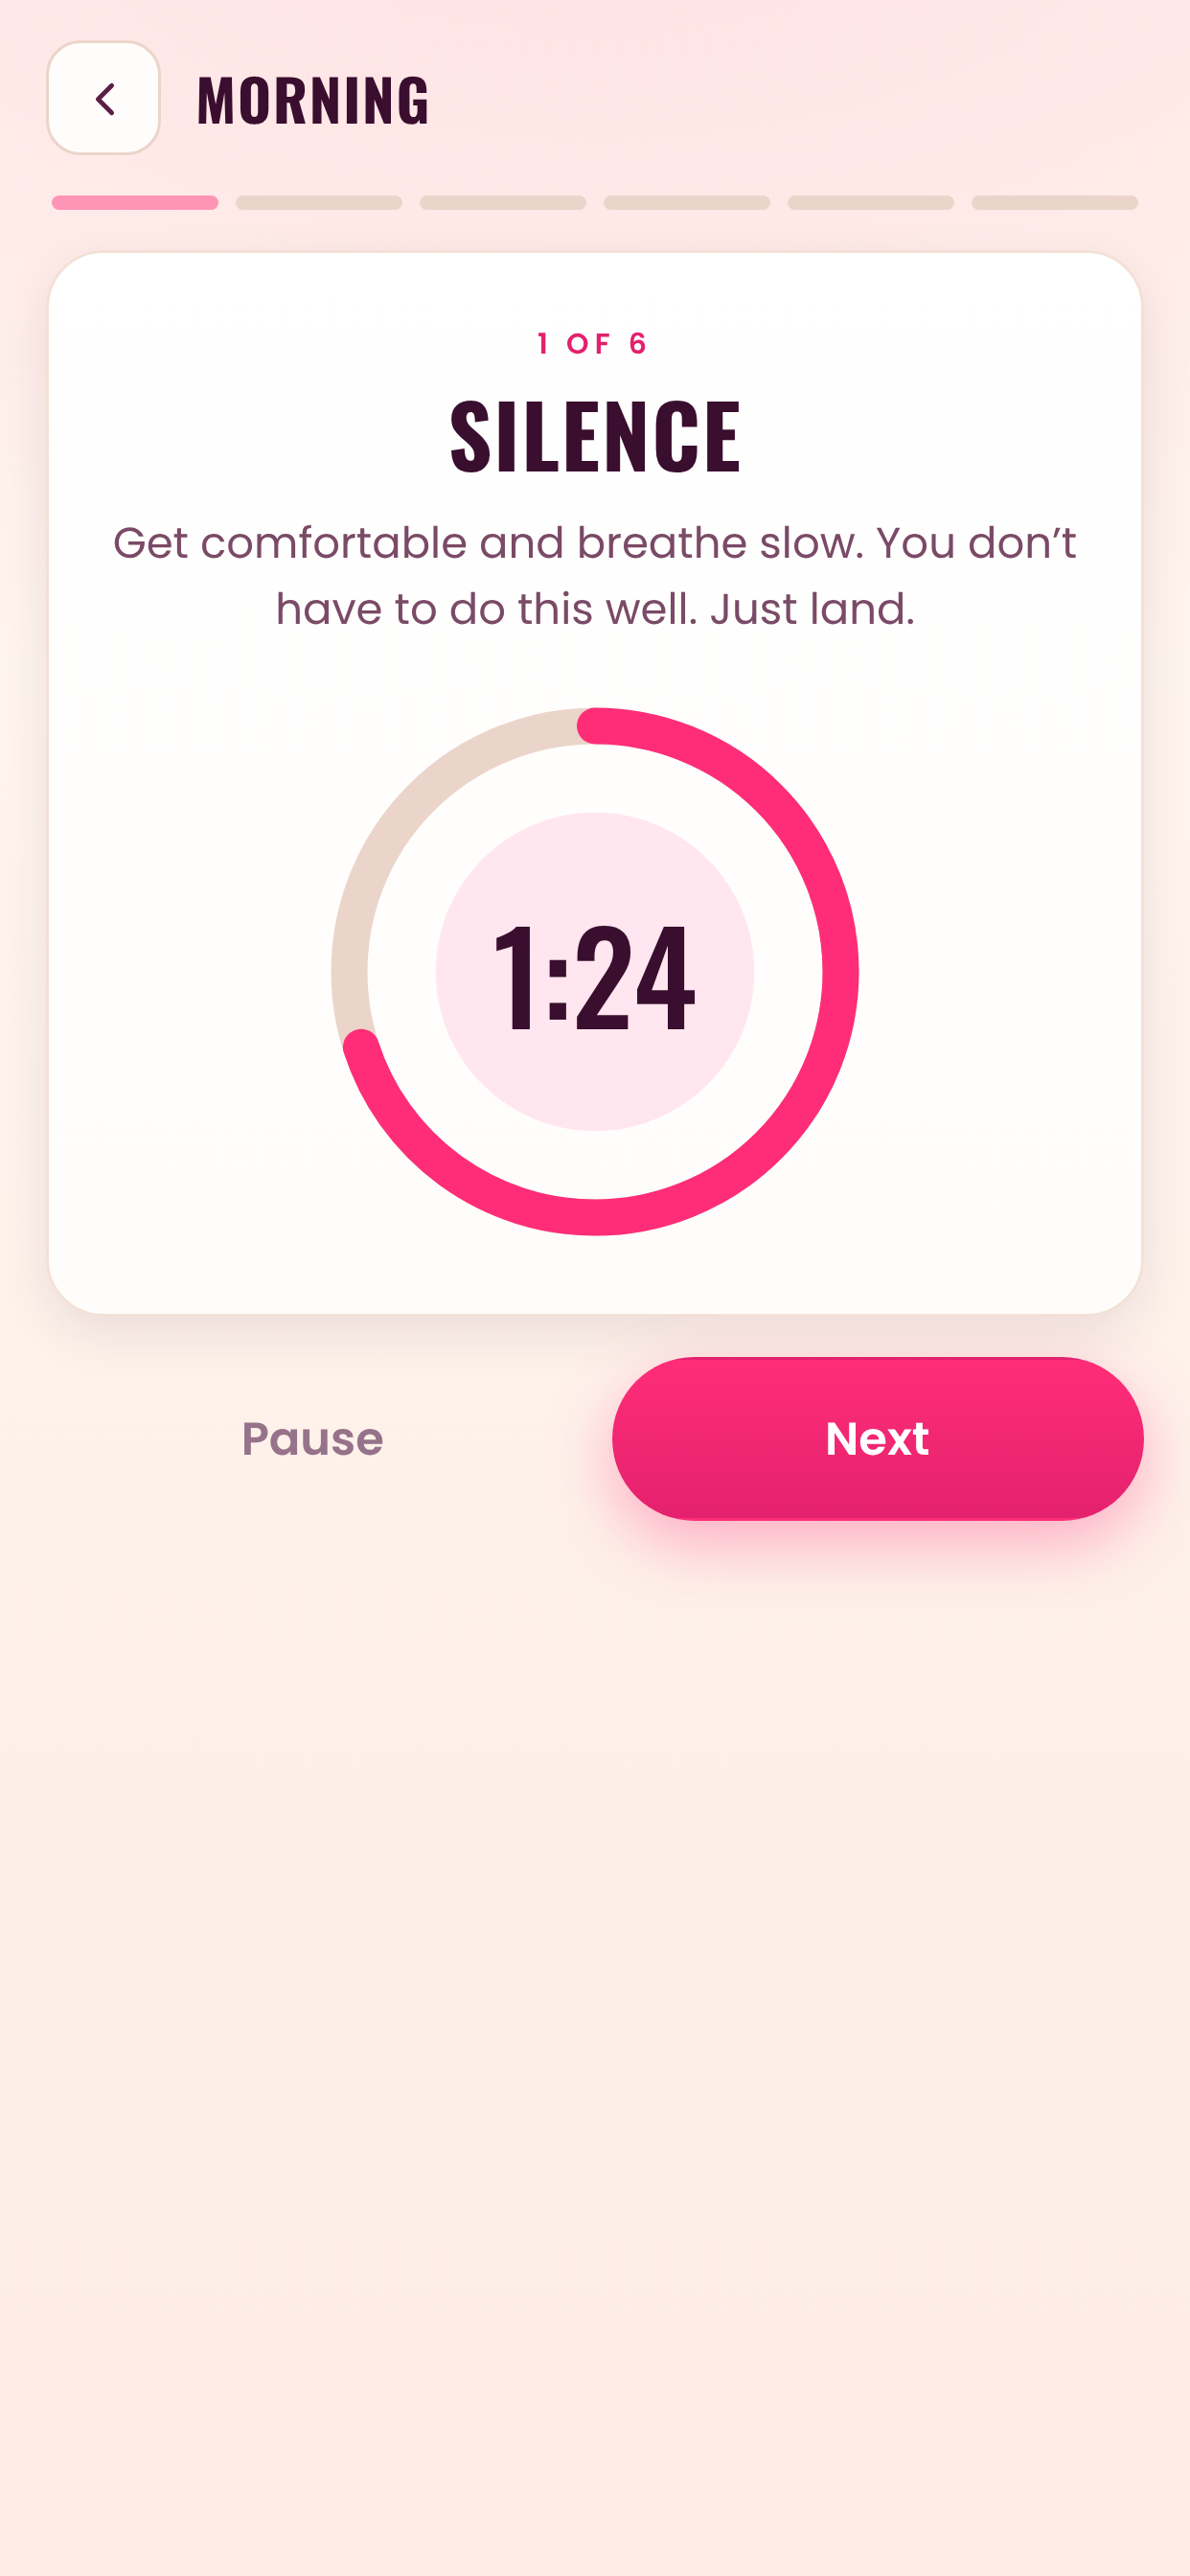 MORNING
1 OF 6
SILENCE
Get comfortable and breathe slow. You don’t
have to do this well. Just land.
1:24
Pause
Next